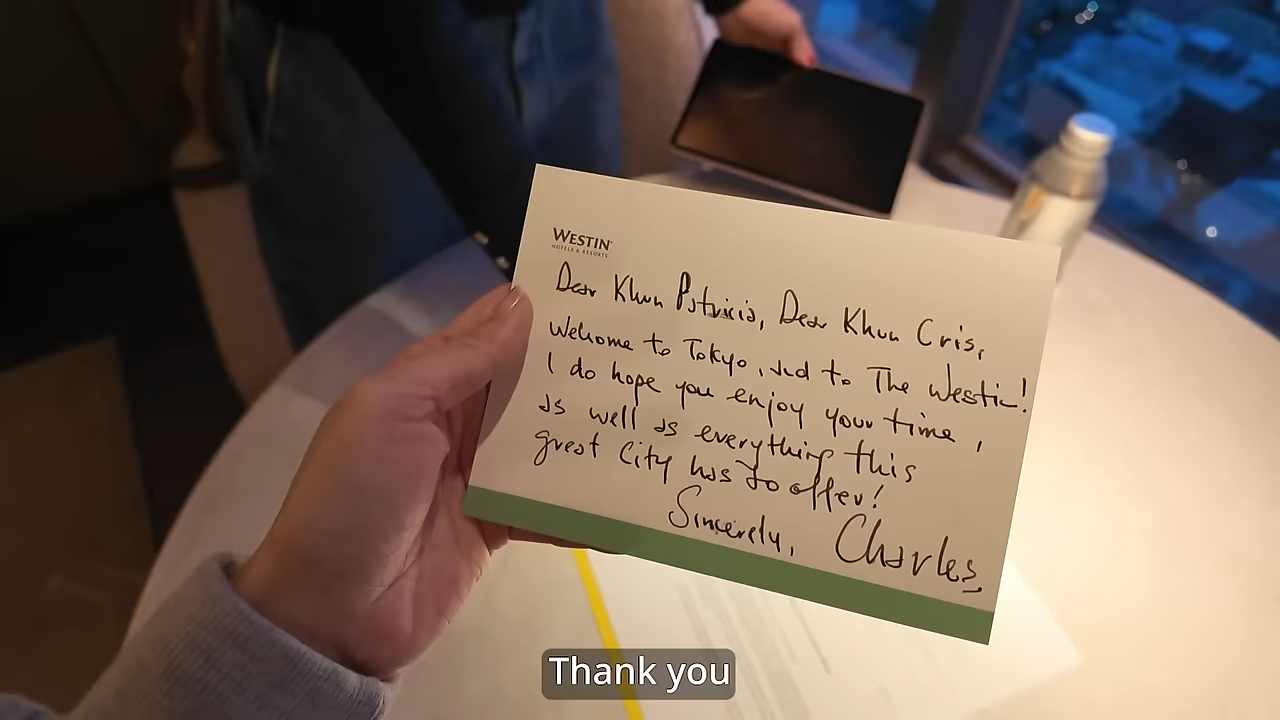 WESTIN
HOTELS & RESORTS
Dear Khun Patricia, Dear Khun Cris,
Welcome to Tokyo, and to The Westin!
I do hope you enjoy your time,
as well as everything this
great City has to offer!
Sincerely, Charles
Thank you